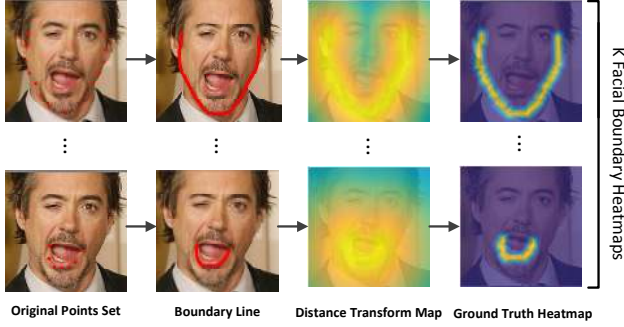 K Facial Boundary Heatmaps
...
...
...
...
Original Points Set
Boundary Line
Distance Transform Map
Ground Truth Heatmap